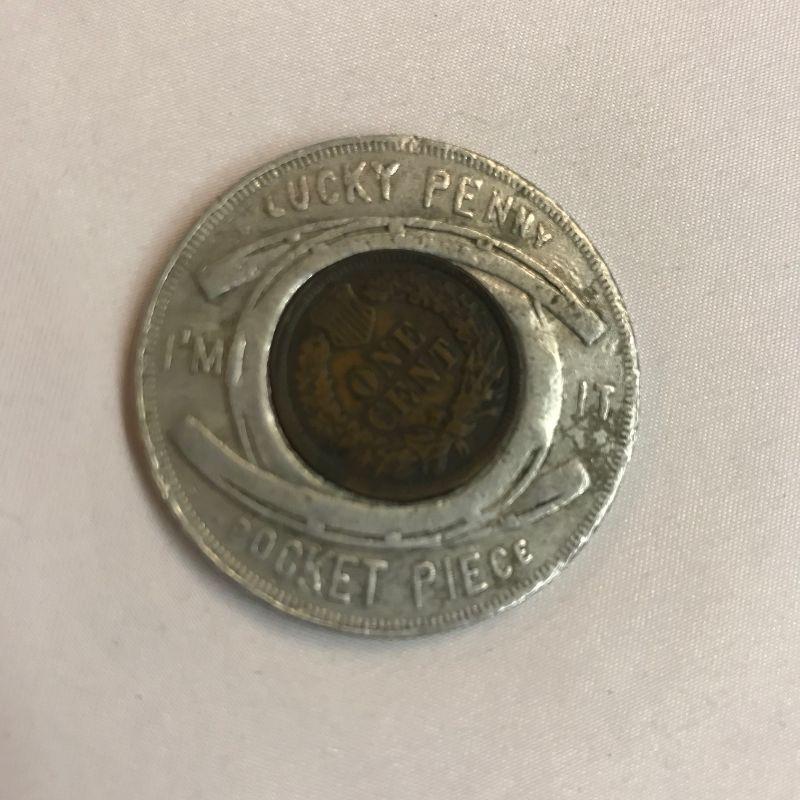 LUCKY PENNY
I'M
ONE
CENT
IT
POCKET PIECE